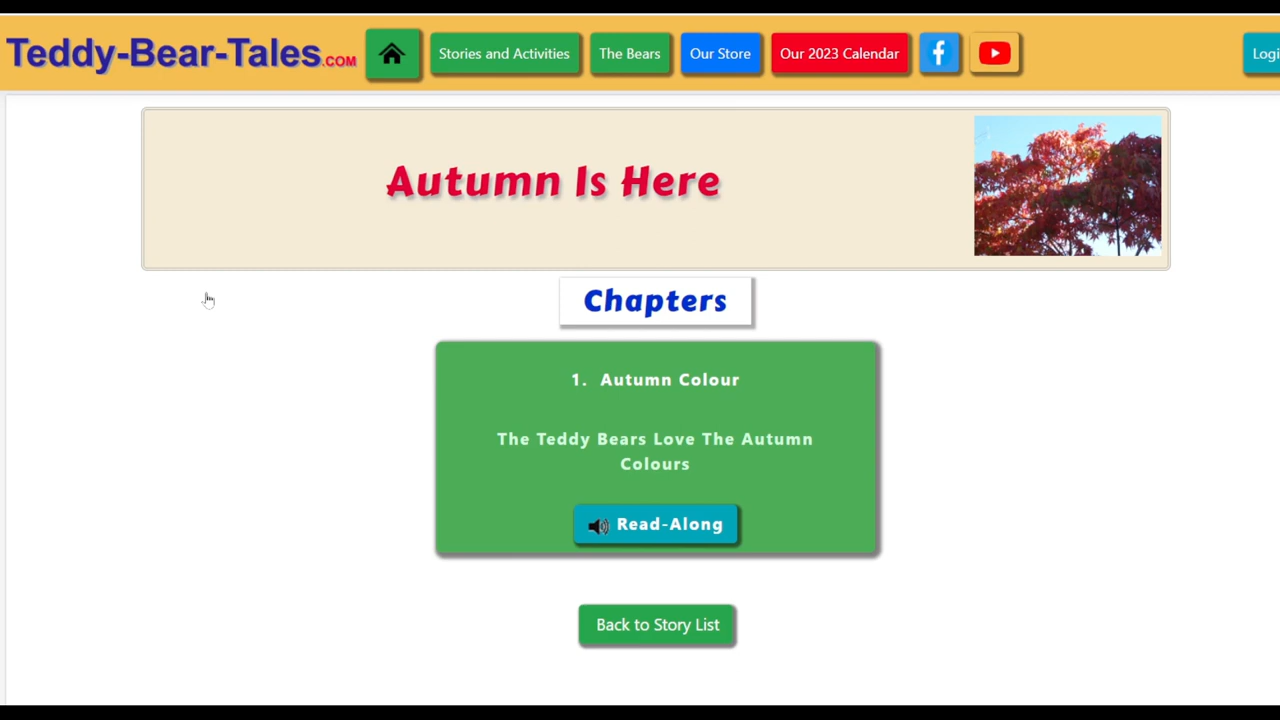 Teddy-Bear-Tales.COM
Stories and Activities
The Bears
Our Store
Our 2023 Calendar
Logi
Autumn Is Here
Chapters
1. Autumn Colour
The Teddy Bears Love The Autumn
Colours
Read-Along
Back to Story List